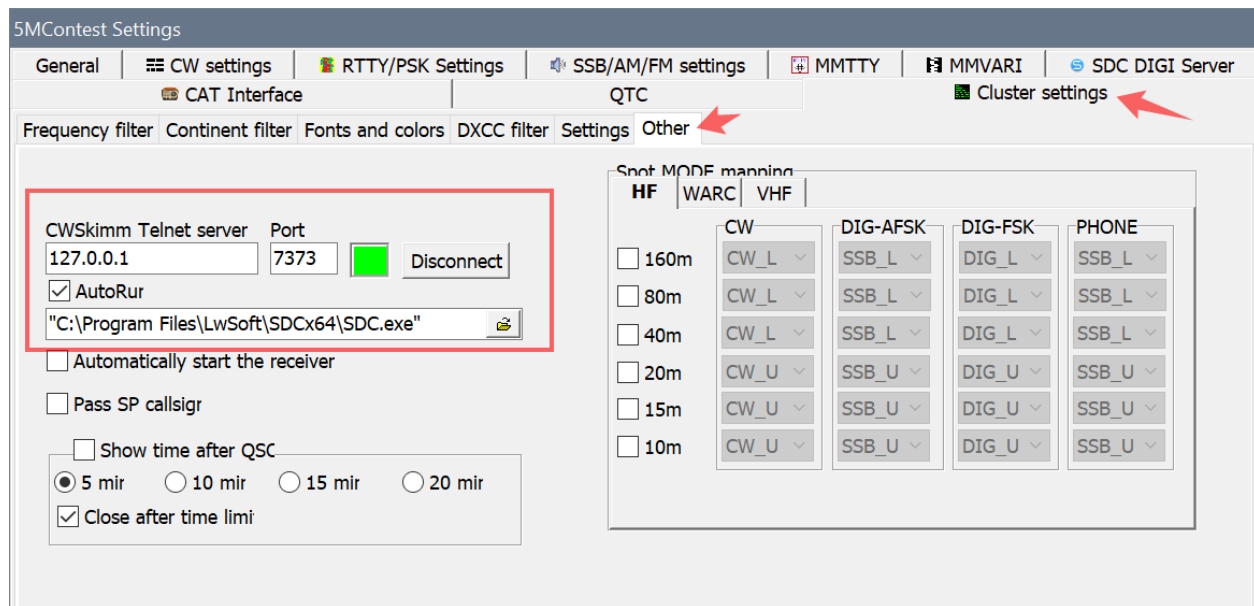 5MContest Settings
General CW settings RTTY/PSK Settings SSB/AM/FM settings MMTTY MMVARI SDC DIGI Server
CAT Interface QTC Cluster settings
Frequency filter Continent filter Fonts and colors DXCC filter Settings Other
Spot MODE mapping
HF WARC VHF
CWSkimm Telnet server Port
127.0.0.1 7373 Disconnect
AutoRur
"C:\Program Files\LwSoft\SDCx64\SDC.exe"
Automatically start the receiver
Pass SP callsigr
Show time after QSC
5 mir 10 mir 15 mir 20 mir
Close after time limi
CW DIG-AFSK DIG-FSK PHONE
160m CW_L SSB_L DIG_L SSB_L
80m CW_L SSB_L DIG_L SSB_L
40m CW_L SSB_L DIG_L SSB_L
20m CW_U SSB_U DIG_U SSB_U
15m CW_U SSB_U DIG_U SSB_U
10m CW_U SSB_U DIG_U SSB_U